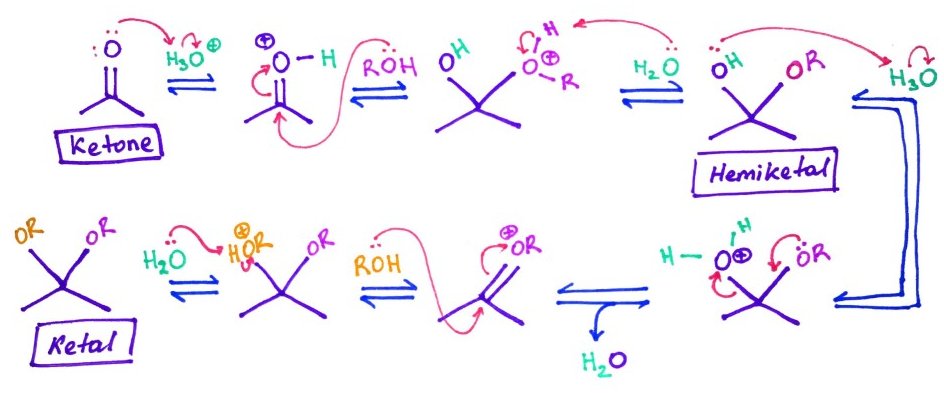 O H₃O ⊕ ⊕ O-H ROH OH H O ⊕ R H₂O OH OR H₃O
Ketone
Hemiketal
OR OR H₂O ⊕ HOR OR ROH ⊕ OR H-O ⊕ H OR
H₂O
Ketal